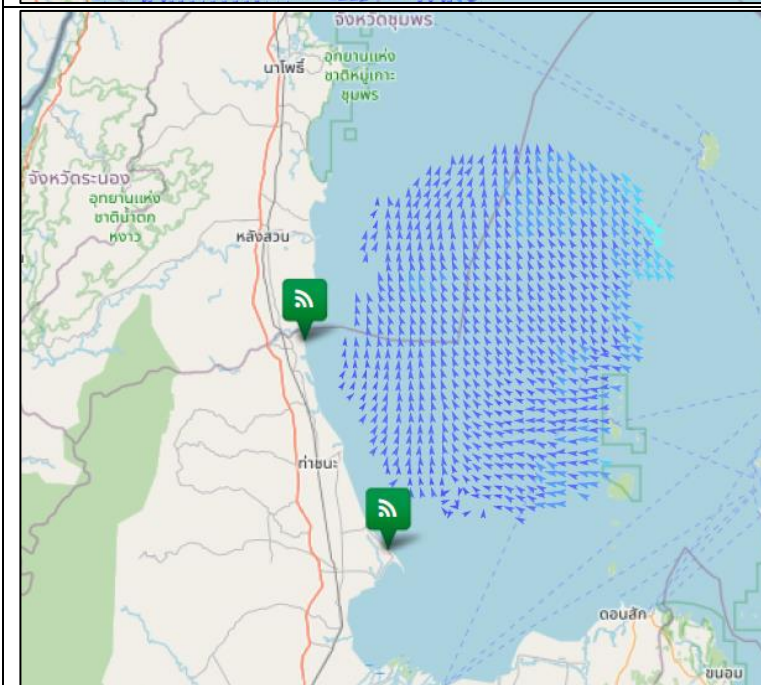 จังหวัดชุมพร
นาโพธิ์
อุทยานแห่ง
ชาติหมู่เกาะ
ชุมพร
จังหวัดระนอง
อุทยานแห่ง
ชาติน้ำตก
หงาว
หลังสวน
ท่าชนะ
ดอนสัก
ขนอม